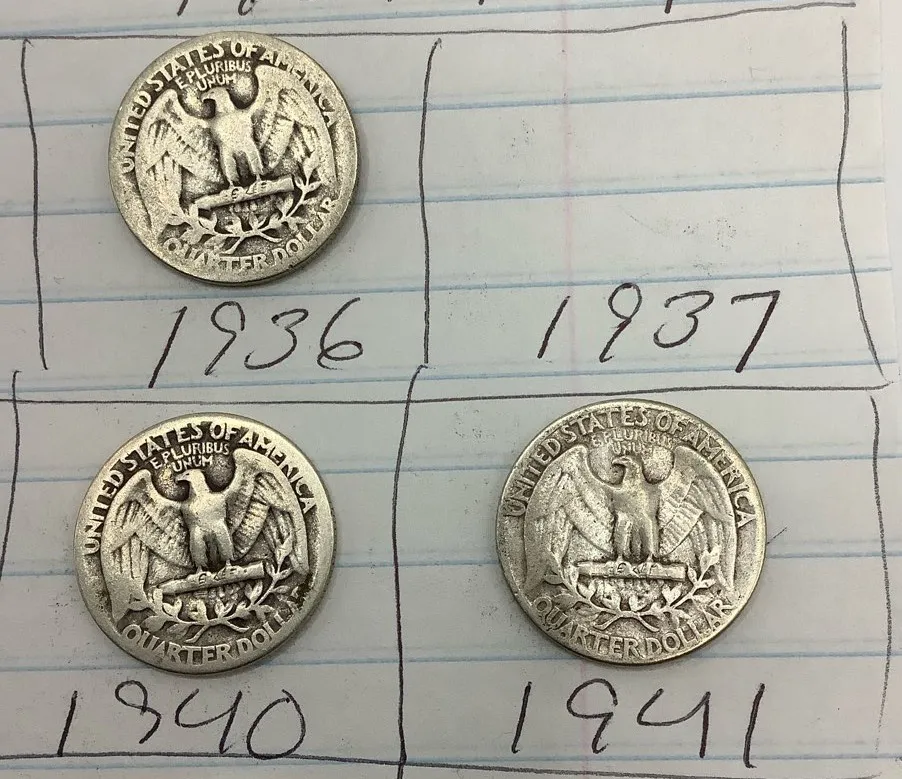 UNITED STATES OF AMERICA
E PLURIBUS
UNUM
QUARTER DOLLAR
1936
1937
UNITED STATES OF AMERICA
E PLURIBUS
UNUM
QUARTER DOLLAR
UNITED STATES OF AMERICA
E PLURIBUS
UNUM
QUARTER DOLLAR
1940
1941